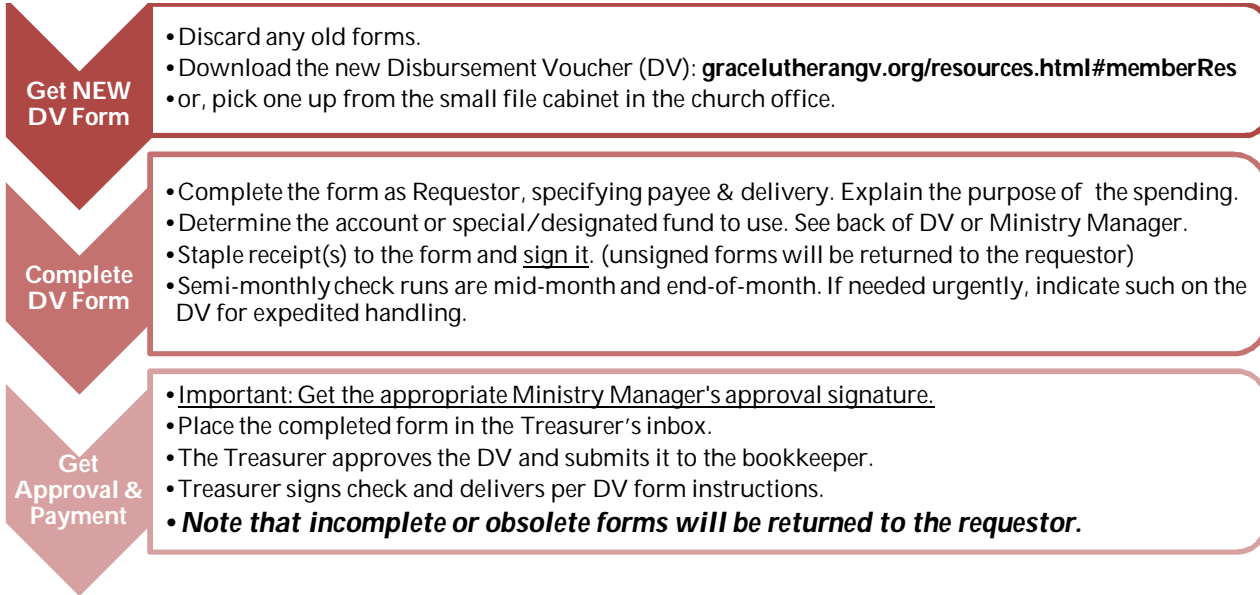 Get NEW
DV Form
•Discard any old forms.
•Download the new Disbursement Voucher (DV): gracelutherangv.org/resources.html#memberRes
•or, pick one up from the small file cabinet in the church office.
Complete
DV Form
•Complete the form as Requestor, specifying payee & delivery. Explain the purpose of the spending.
•Determine the account or special/designated fund to use. See back of DV or Ministry Manager.
•Staple receipt(s) to the form and sign it. (unsigned forms will be returned to the requestor)
•Semi-monthly check runs are mid-month and end-of-month. If needed urgently, indicate such on the
DV for expedited handling.
Get
Approval &
Payment
•Important: Get the appropriate Ministry Manager's approval signature.
•Place the completed form in the Treasurer’s inbox.
•The Treasurer approves the DV and submits it to the bookkeeper.
•Treasurer signs check and delivers per DV form instructions.
•Note that incomplete or obsolete forms will be returned to the requestor.